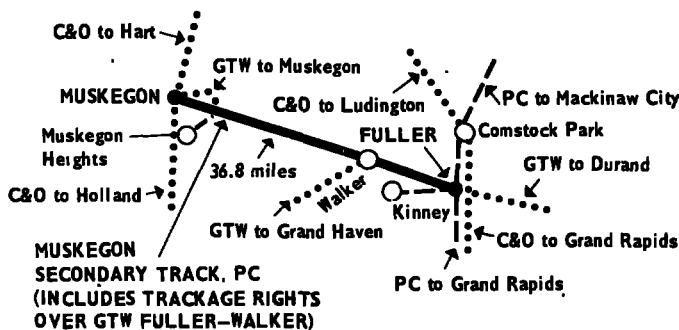 C&O to Hart
GTW to Muskegon
MUSKEGON
C&O to Ludington
PC to Mackinaw City
Muskegon
Heights
FULLER
Comstock Park
36.8 miles
GTW to Durand
C&O to Holland
Walker
Kinney
GTW to Grand Haven
C&O to Grand Rapids
MUSKEGON
SECONDARY TRACK, PC
(INCLUDES TRACKAGE RIGHTS
OVER GTW FULLER-WALKER)
PC to Grand Rapids